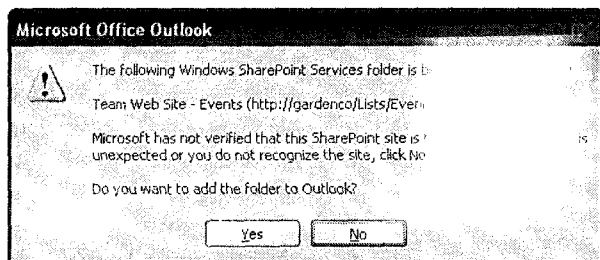 Microsoft Office Outlook
The following Windows SharePoint Services folder is
Team Web Site - Events (http://gardenco/Lists/
Microsoft has not verified that this SharePoint site is is
unexpected or you do not recognize the site, click No
Do you want to add the folder to Outlook?
Yes No